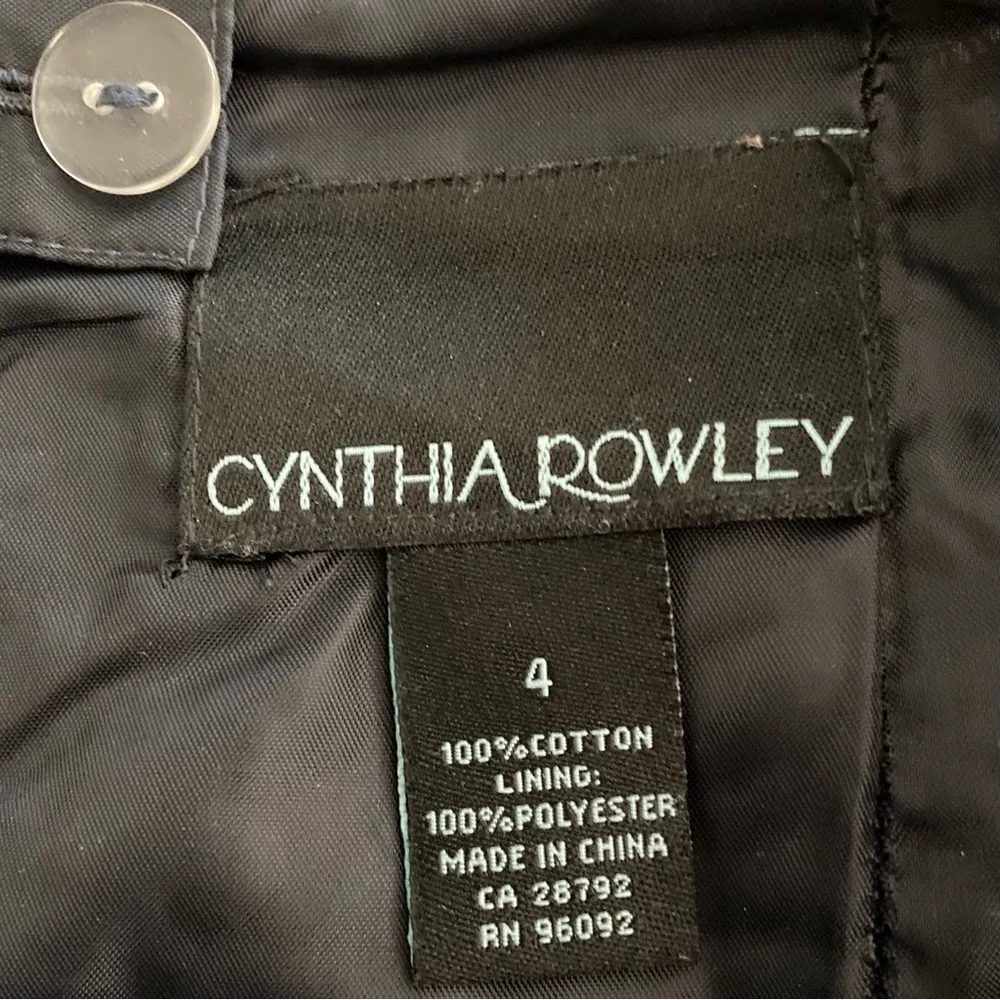 CYNTHIA ROWLEY
4
100%COTTON
LINING:
100%POLYESTER
MADE IN CHINA
CA 28792
RN 96092